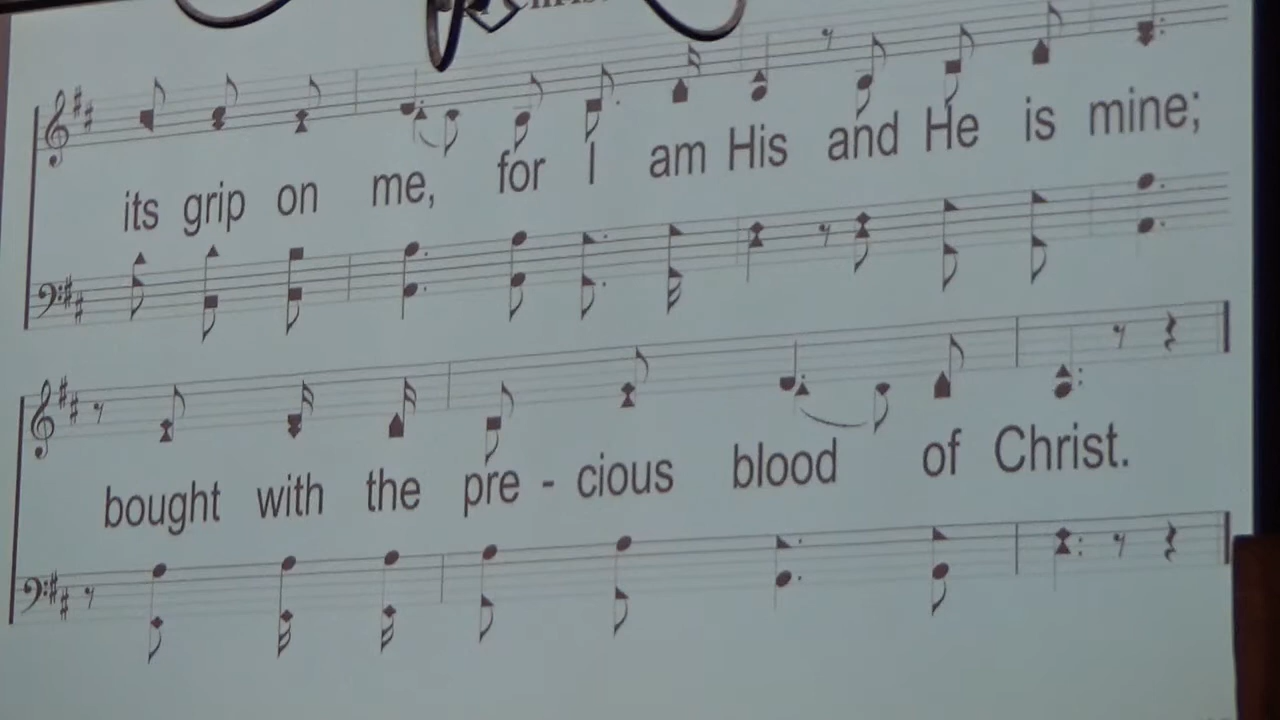 its grip on me, for I am His and He is mine;
bought with the pre - cious blood of Christ.